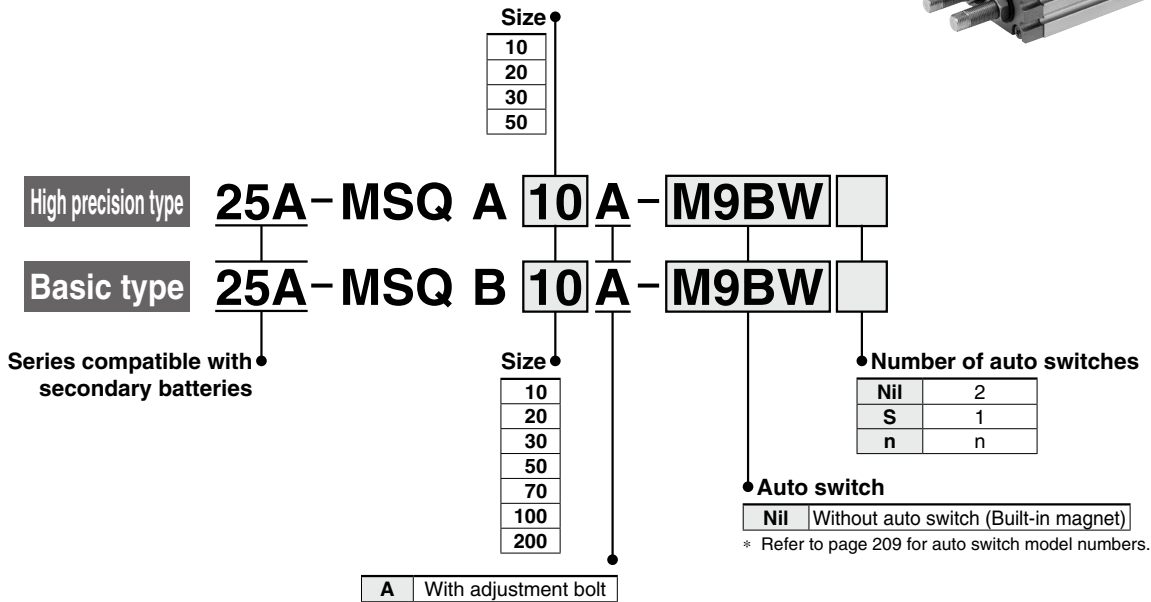 Size
10
20
30
50
High precision type 25A-MSQ A 10 A-M9BW
Basic type 25A-MSQ B 10 A-M9BW
Series compatible with
secondary batteries
Size
10
20
30
50
70
100
200
Number of auto switches
Nil 2
S 1
n n
Auto switch
Nil Without auto switch (Built-in magnet)
* Refer to page 209 for auto switch model numbers.
A With adjustment bolt